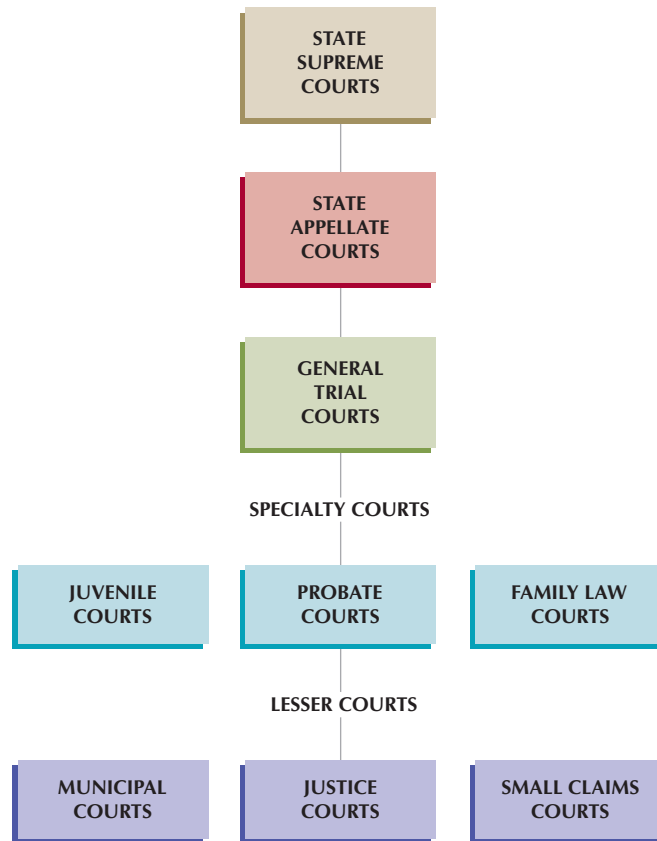 STATE
SUPREME
COURTS
STATE
APPELLATE
COURTS
GENERAL
TRIAL
COURTS
SPECIALTY COURTS
JUVENILE
COURTS
PROBATE
COURTS
FAMILY LAW
COURTS
LESSER COURTS
MUNICIPAL
COURTS
JUSTICE
COURTS
SMALL CLAIMS
COURTS